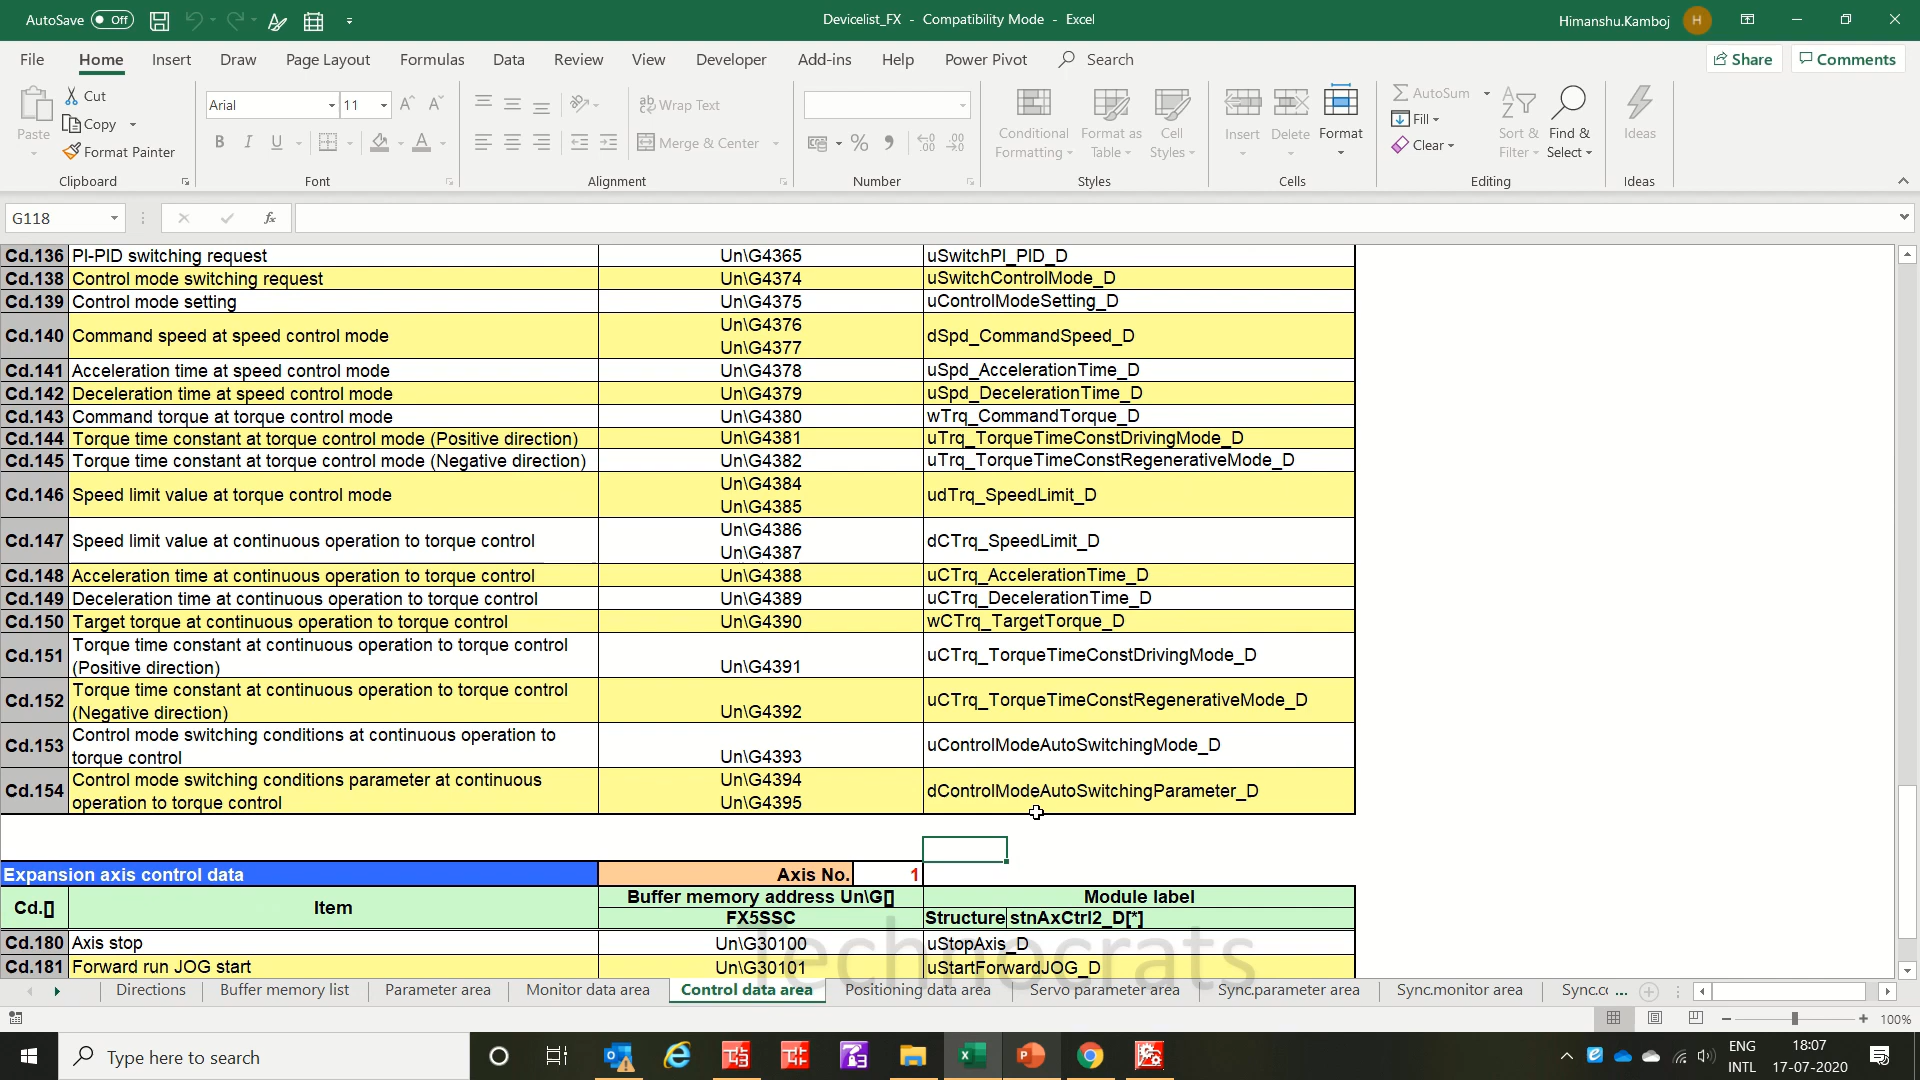 AutoSave Off
Devicelist_FX - Compatibility Mode - Excel
Himanshu.Kamboj H
File Home Insert Draw Page Layout Formulas Data Review View Developer Add-ins Help Power Pivot Search Share Comments
Paste Cut Copy Format Painter Clipboard
Arial 11 B I U A Font
Wrap Text Merge & Center Alignment
% Number
Conditional Formatting Format as Table Cell Styles Styles
Insert Delete Format Cells
AutoSum Fill Clear Sort & Filter Find & Select Editing
Ideas Ideas
G118 fx
Cd.136 PI-PID switching request Un\G4365 uSwitchPI_PID_D
Cd.138 Control mode switching request Un\G4374 uSwitchControlMode_D
Cd.139 Control mode setting Un\G4375 uControlModeSetting_D
Cd.140 Command speed at speed control mode Un\G4376 Un\G4377 dSpd_CommandSpeed_D
Cd.141 Acceleration time at speed control mode Un\G4378 uSpd_AccelerationTime_D
Cd.142 Deceleration time at speed control mode Un\G4379 uSpd_DecelerationTime_D
Cd.143 Command torque at torque control mode Un\G4380 wTrq_CommandTorque_D
Cd.144 Torque time constant at torque control mode (Positive direction) Un\G4381 uTrq_TorqueTimeConstDrivingMode_D
Cd.145 Torque time constant at torque control mode (Negative direction) Un\G4382 uTrq_TorqueTimeConstRegenerativeMode_D
Cd.146 Speed limit value at torque control mode Un\G4384 Un\G4385 udTrq_SpeedLimit_D
Cd.147 Speed limit value at continuous operation to torque control Un\G4386 Un\G4387 dCTrq_SpeedLimit_D
Cd.148 Acceleration time at continuous operation to torque control Un\G4388 uCTrq_AccelerationTime_D
Cd.149 Deceleration time at continuous operation to torque control Un\G4389 uCTrq_DecelerationTime_D
Cd.150 Target torque at continuous operation to torque control Un\G4390 wCTrq_TargetTorque_D
Cd.151 Torque time constant at continuous operation to torque control (Positive direction) Un\G4391 uCTrq_TorqueTimeConstDrivingMode_D
Cd.152 Torque time constant at continuous operation to torque control (Negative direction) Un\G4392 uCTrq_TorqueTimeConstRegenerativeMode_D
Cd.153 Control mode switching conditions at continuous operation to torque control Un\G4393 uControlModeAutoSwitchingMode_D
Cd.154 Control mode switching conditions parameter at continuous operation to torque control Un\G4394 Un\G4395 dControlModeAutoSwitchingParameter_D
Expansion axis control data Axis No. 1
Cd.[] Item Buffer memory address Un\G[] Module label
FX5SSC Structure stnAxCtrl2_D[*]
Cd.180 Axis stop Un\G30100 uStopAxis_D
Cd.181 Forward run JOG start Un\G30101 uStartForwardJOG_D
Technocrats
Directions Buffer memory list Parameter area Monitor data area Control data area Positioning data area Servo parameter area Sync.parameter area Sync.monitor area Sync.cc ...
100%
Type here to search
ENG INTL
18:07
17-07-2020